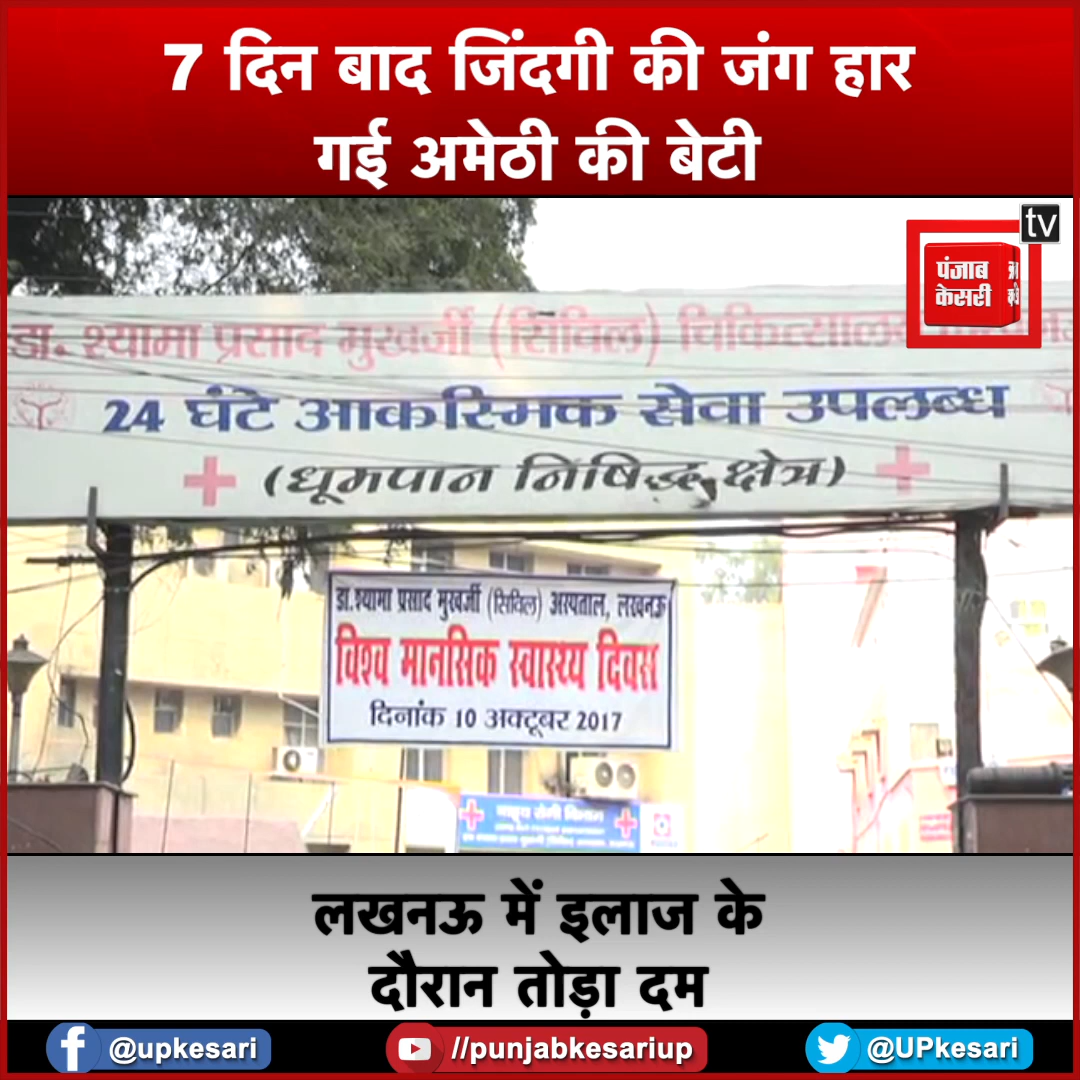 7 दिन बाद जिंदगी की जंग हार
गई अमेठी की बेटी
tv
पंजाब
केसरी
डा. श्यामा प्रसाद मुखर्जी (सिविल) चिकित्सालय
24 घंटे आकस्मिक सेवा उपलब्ध
(धूम्रपान निषिद्ध क्षेत्र)
डा.श्यामा प्रसाद मुखर्जी (सिविल) अस्पताल, लखनऊ
विश्व मानसिक स्वास्थ्य दिवस
दिनांक 10 अक्टूबर 2017
लखनऊ में इलाज के
दौरान तोड़ा दम
@upkesari
//punjabkesariup
@UPkesari